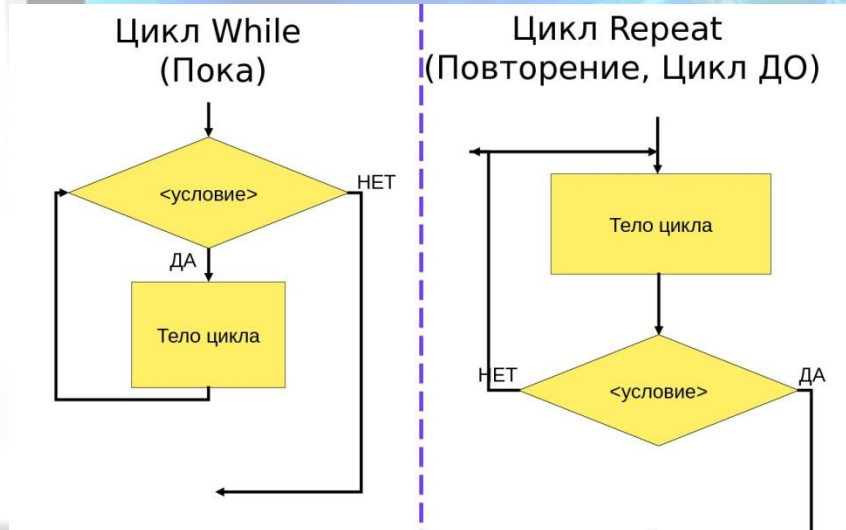 Цикл While
(Пока)
<условие>
НЕТ
ДА
Тело цикла
Цикл Repeat
(Повторение, Цикл ДО)
Тело цикла
НЕТ
<условие>
ДА